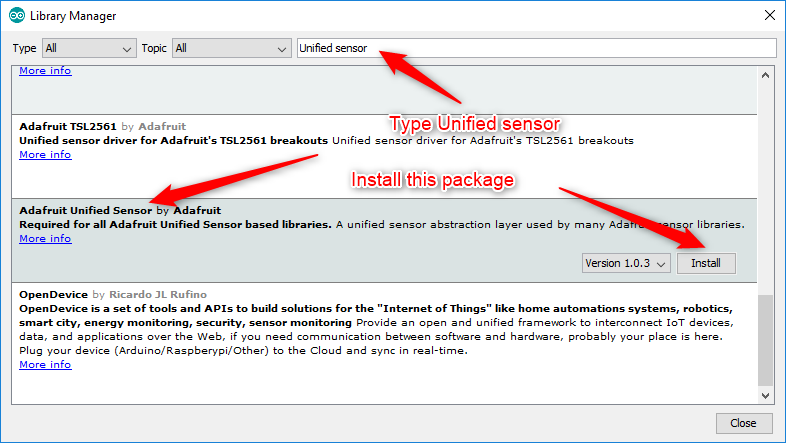 Library Manager
Type All Topic All Unified sensor
More info
Adafruit TSL2561 by Adafruit
Unified sensor driver for Adafruit's TSL2561 breakouts Unified sensor driver for Adafruit's TSL2561 breakouts
More info
Type Unified sensor
Install this package
Adafruit Unified Sensor by Adafruit
Required for all Adafruit Unified Sensor based libraries. A unified sensor abstraction layer used by many Adafruit sensor libraries.
More info
Version 1.0.3 Install
OpenDevice by Ricardo JL Rufino
OpenDevice is a set of tools and APIs to build solutions for the "Internet of Things" like home automations systems, robotics,
smart city, energy monitoring, security, sensor monitoring Provide an open and unified framework to interconnect IoT devices,
data, and applications over the Web, if you need communication between software and hardware, probably your place is here.
Plug your device (Arduino/Raspberypi/Other) to the Cloud and sync in real-time.
More info
Close